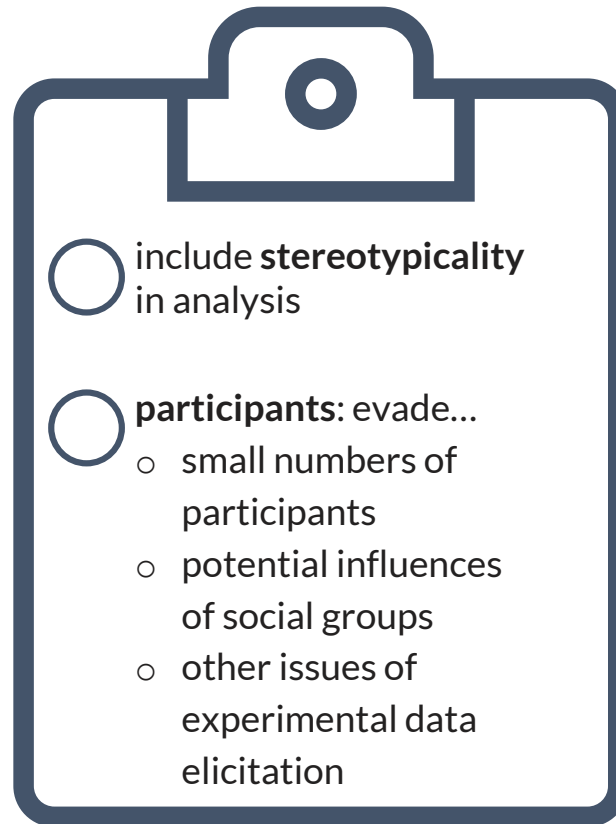 include stereotypicality
in analysis
participants: evade...
○ small numbers of
participants
○ potential influences
of social groups
○ other issues of
experimental data
elicitation